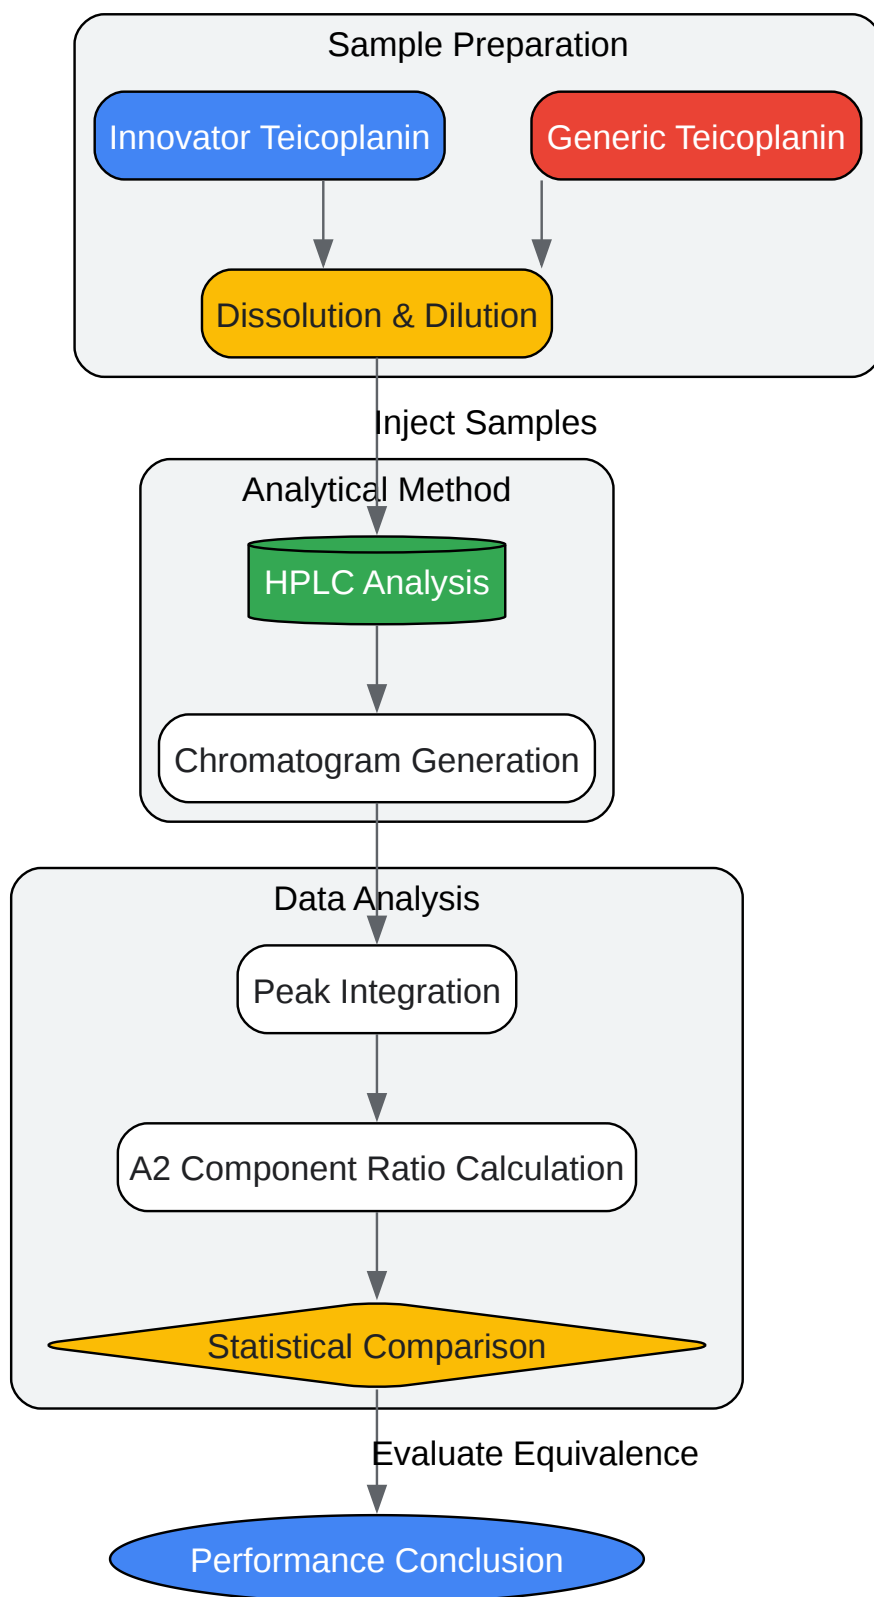 Sample Preparation
Innovator Teicoplanin
Generic Teicoplanin
Dissolution & Dilution
Inject Samples
Analytical Method
HPLC Analysis
Chromatogram Generation
Data Analysis
Peak Integration
A2 Component Ratio Calculation
Statistical Comparison
Evaluate Equivalence
Performance Conclusion